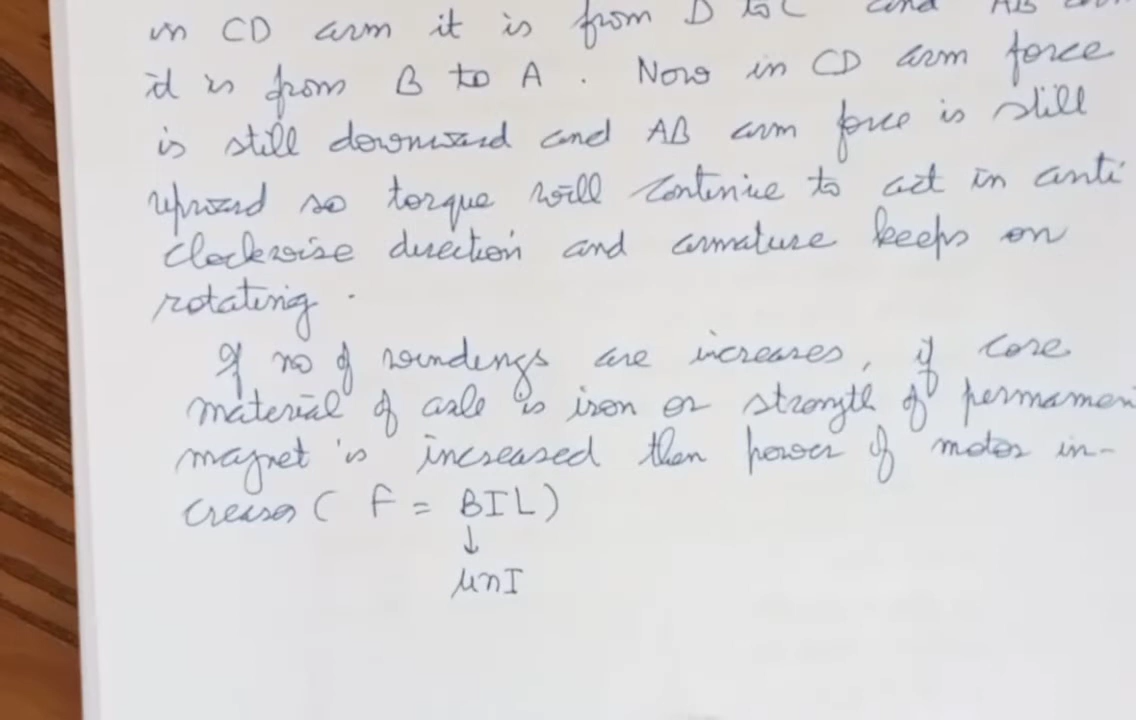 in CD arm it is from D to C and AB arm
it is from B to A . Now in CD arm force
is still downward and AB arm force is still
upward so torque will continue to act in anti
clockwise direction and armature keeps on
rotating .
If no of windings are increases, if core
material of axle is iron or strength of permamen
magnet is increased then power of motor in-
creases ( F = BIL )
↓
μnI